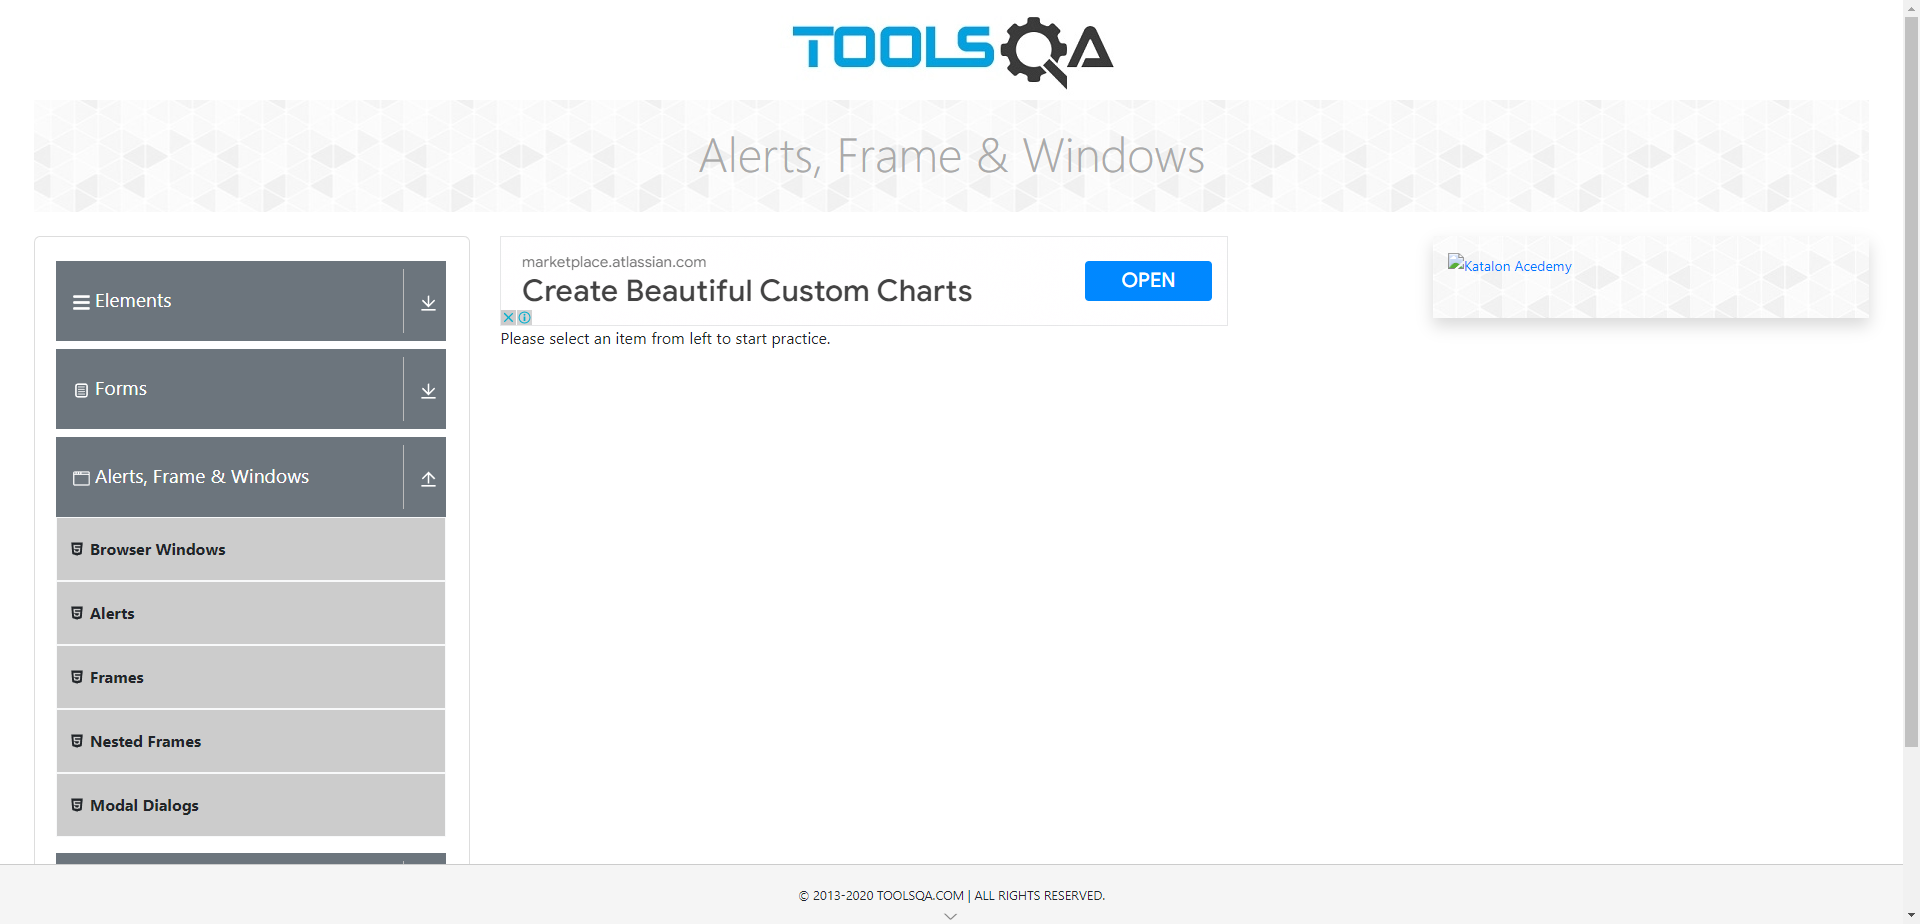 TOOLSQA
Alerts, Frame & Windows
Elements
Forms
Alerts, Frame & Windows
Browser Windows
Alerts
Frames
Nested Frames
Modal Dialogs
marketplace.atlassian.com
Create Beautiful Custom Charts
OPEN
Please select an item from left to start practice.
Katalon Acedemy
© 2013-2020 TOOLSQA.COM | ALL RIGHTS RESERVED.